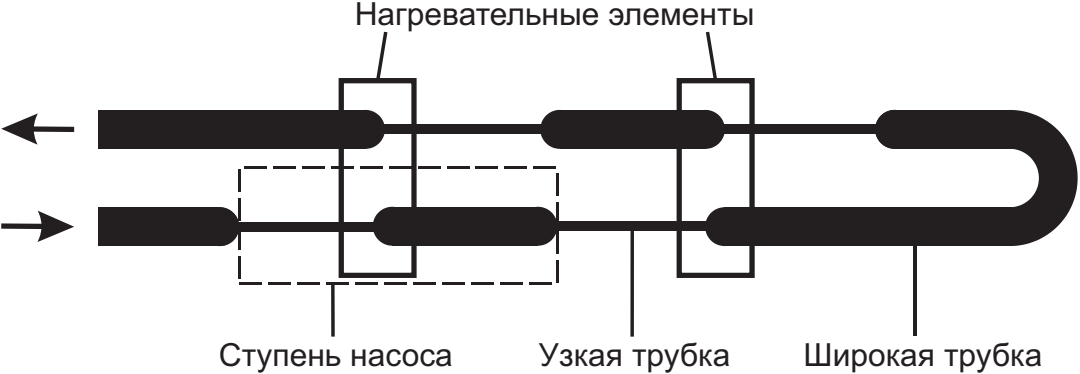 Нагревательные элементы
Ступень насоса
Узкая трубка
Широкая трубка